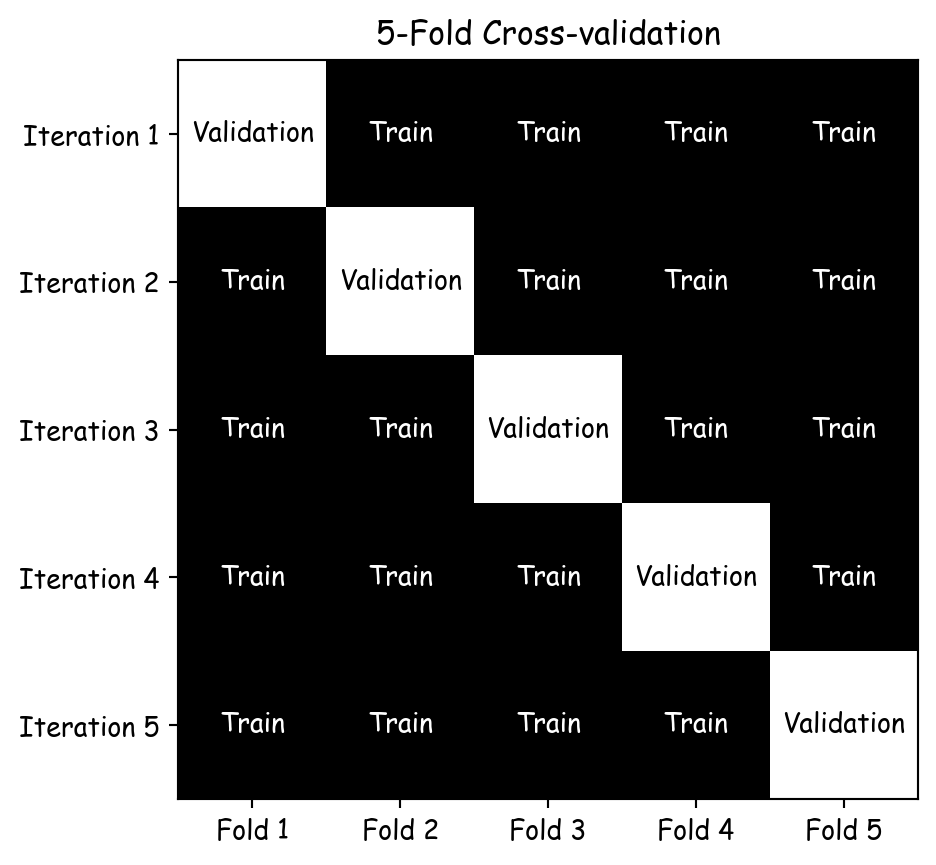 5-Fold Cross-validation
Iteration 1 Validation Train Train Train Train
Iteration 2 Train Validation Train Train Train
Iteration 3 Train Train Validation Train Train
Iteration 4 Train Train Train Validation Train
Iteration 5 Train Train Train Train Validation
Fold 1 Fold 2 Fold 3 Fold 4 Fold 5